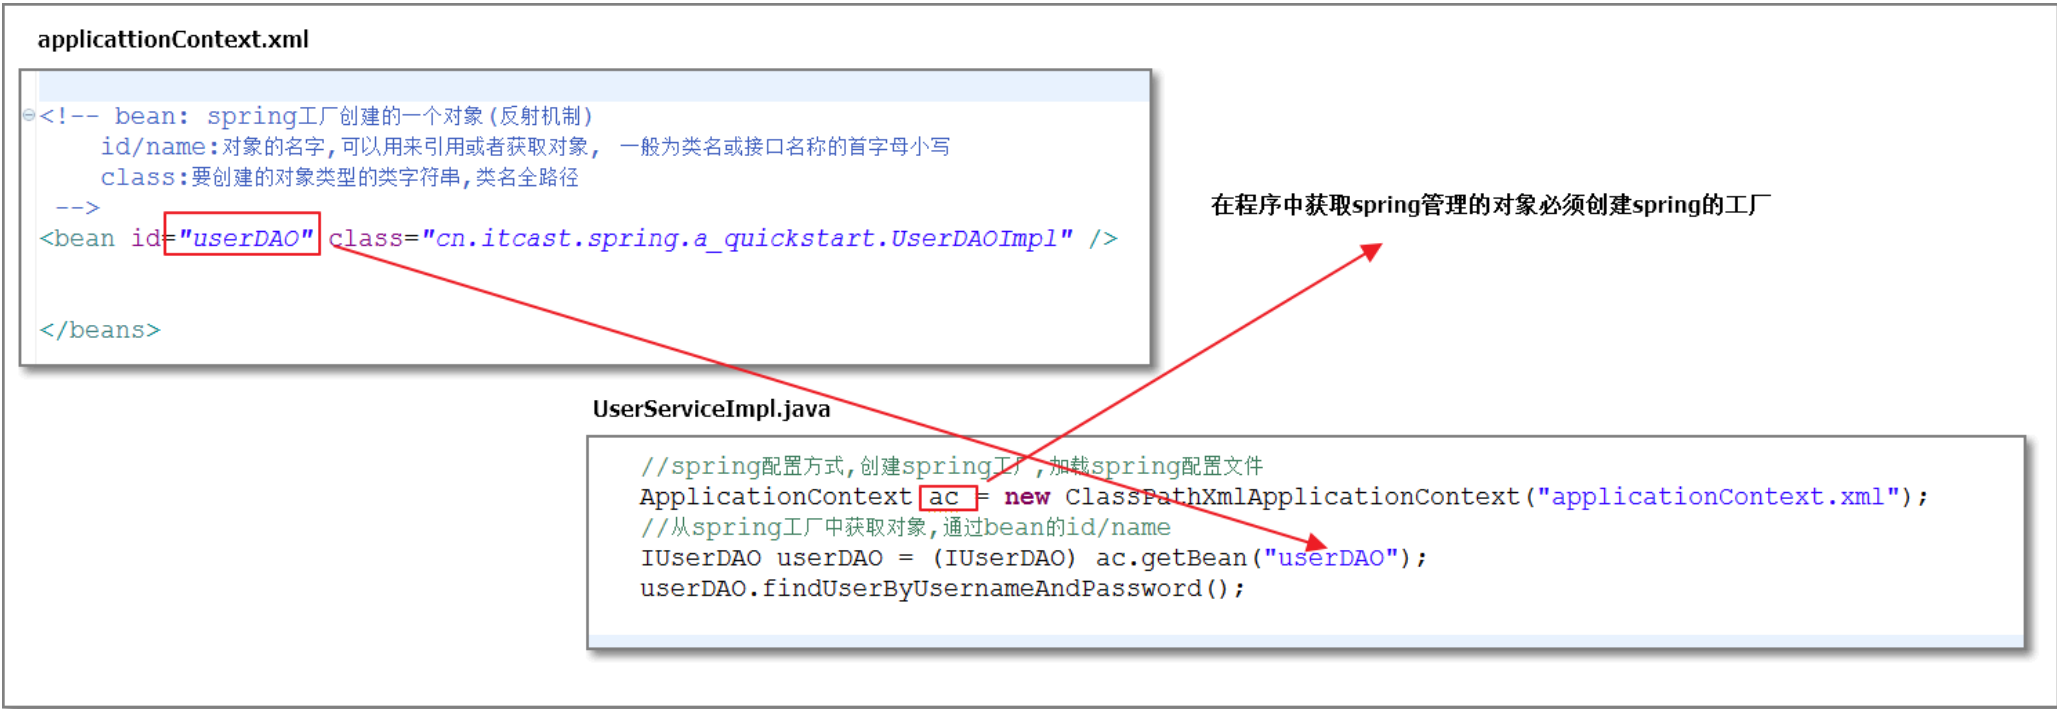 applicattionContext.xml
<!-- bean: spring工厂创建的一个对象(反射机制)
id/name:对象的名字,可以用来引用或者获取对象, 一般为类名或接口名称的首字母小写
class:要创建的对象类型的类字符串,类名全路径
-->
<bean id="userDAO" class="cn.itcast.spring.a_quickstart.UserDAOImpl" />
</beans>
在程序中获取spring管理的对象必须创建spring的工厂
UserServiceImpl.java
//spring配置方式,创建spring工厂,加载spring配置文件
ApplicationContext ac = new ClassPathXmlApplicationContext("applicationContext.xml");
//从spring工厂中获取对象,通过bean的id/name
IUserDAO userDAO = (IUserDAO) ac.getBean("userDAO");
userDAO.findUserByUsernameAndPassword();